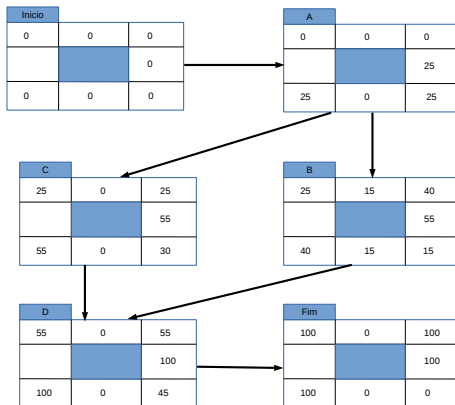 Inicio
0 0 0
0
0 0 0
A
0 0 0
25
25 0 25
C
25 0 25
55
55 0 30
B
25 15 40
55
40 15 15
D
55 0 55
100
100 0 45
Fim
100 0 100
100
100 0 0